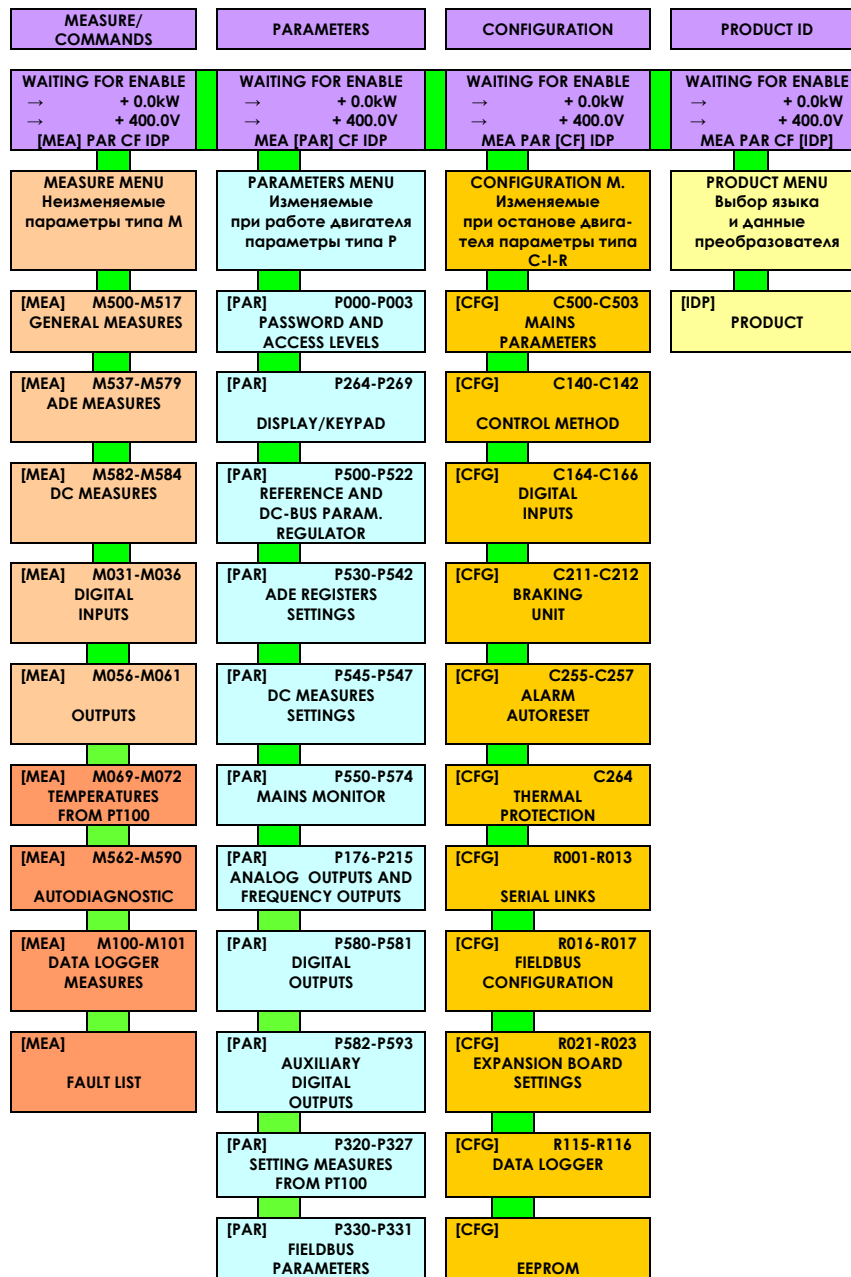 MEASURE/
COMMANDS
PARAMETERS
CONFIGURATION
PRODUCT ID
WAITING FOR ENABLE
→ + 0.0kW
→ + 400.0V
[MEA] PAR CF IDP
WAITING FOR ENABLE
→ + 0.0kW
→ + 400.0V
MEA [PAR] CF IDP
WAITING FOR ENABLE
→ + 0.0kW
→ + 400.0V
MEA PAR [CF] IDP
WAITING FOR ENABLE
→ + 0.0kW
→ + 400.0V
MEA PAR CF [IDP]
MEASURE MENU
Неизменяемые
параметры типа М
PARAMETERS MENU
Изменяемые
при работе двигателя
параметры типа Р
CONFIGURATION M.
Изменяемые
при останове двига-
теля параметры типа
C-I-R
PRODUCT MENU
Выбор языка
и данные
преобразователя
[MEA] M500-M517
GENERAL MEASURES
[PAR] P000-P003
PASSWORD AND
ACCESS LEVELS
[CFG] C500-C503
MAINS
PARAMETERS
[IDP]
PRODUCT
[MEA] M537-M579
ADE MEASURES
[PAR] P264-P269
DISPLAY/KEYPAD
[CFG] C140-C142
CONTROL METHOD
[MEA] M582-M584
DC MEASURES
[PAR] P500-P522
REFERENCE AND
DC-BUS PARAM.
REGULATOR
[CFG] C164-C166
DIGITAL
INPUTS
[MEA] M031-M036
DIGITAL
INPUTS
[PAR] P530-P542
ADE REGISTERS
SETTINGS
[CFG] C211-C212
BRAKING
UNIT
[MEA] M056-M061
OUTPUTS
[PAR] P545-P547
DC MEASURES
SETTINGS
[CFG] C255-C257
ALARM
AUTORESET
[MEA] M069-M072
TEMPERATURES
FROM PT100
[PAR] P550-P574
MAINS MONITOR
[CFG] C264
THERMAL
PROTECTION
[MEA] M562-M590
AUTODIAGNOSTIC
[PAR] P176-P215
ANALOG OUTPUTS AND
FREQUENCY OUTPUTS
[CFG] R001-R013
SERIAL LINKS
[MEA] M100-M101
DATA LOGGER
MEASURES
[PAR] P580-P581
DIGITAL
OUTPUTS
[CFG] R016-R017
FIELDBUS
CONFIGURATION
[MEA]
FAULT LIST
[PAR] P582-P593
AUXILIARY
DIGITAL
OUTPUTS
[CFG] R021-R023
EXPANSION BOARD
SETTINGS
[PAR] P320-P327
SETTING MEASURES
FROM PT100
[CFG] R115-R116
DATA LOGGER
[PAR] P330-P331
FIELDBUS
PARAMETERS
[CFG]
EEPROM